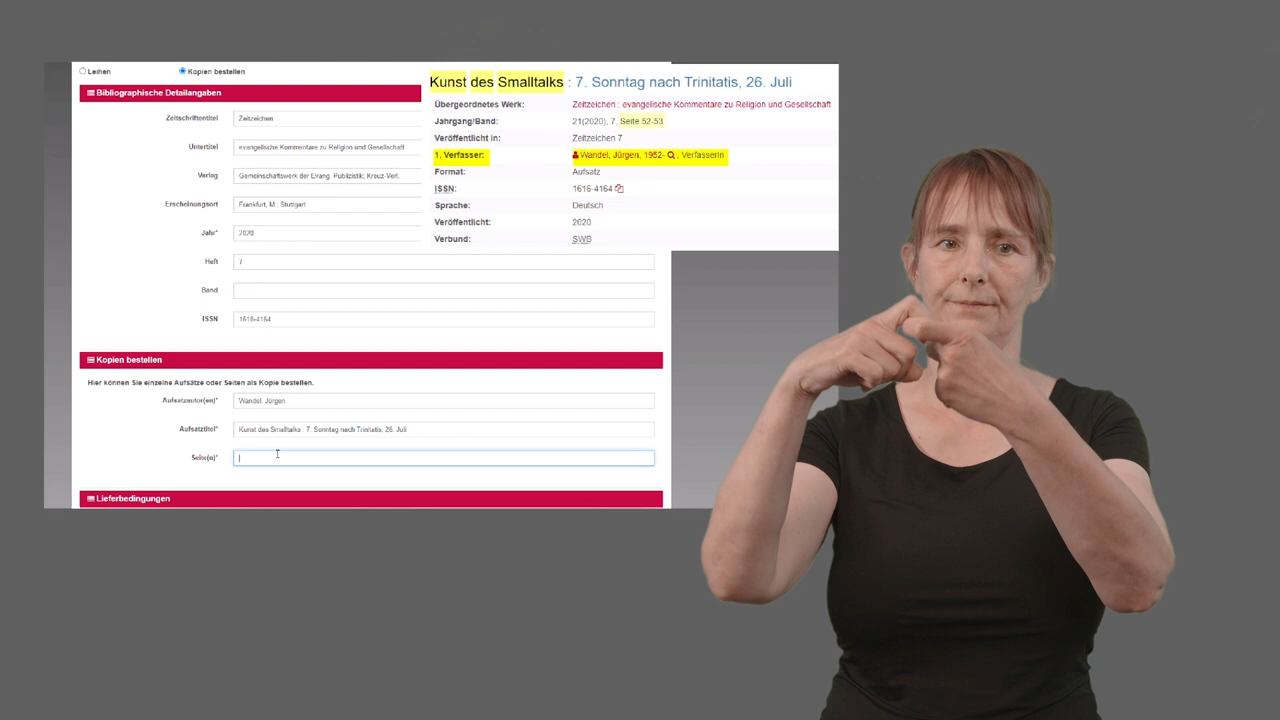 Leihen Kopien bestellen
Bibliographische Detailangaben
Zeitschriftentitel Zeitzeichen
Untertitel evangelische Kommentare zu Religion und Gesellschaft
Verlag Gemeinschaftswerk der Evang. Publizistik; Kreuz-Verl.
Erscheinungsort Frankfurt, M ; Stuttgart
Jahr* 2020
Heft 7
Band
ISSN 1616-4164
Kopien bestellen
Hier können Sie einzelne Aufsätze oder Seiten als Kopie bestellen.
Aufsatzautor(en)* Wandel, Jürgen
Aufsatztitel* Kunst des Smalltalks : 7. Sonntag nach Trinitatis, 26. Juli
Seite(n)*
Lieferbedingungen
Kunst des Smalltalks : 7. Sonntag nach Trinitatis, 26. Juli
Übergeordnetes Werk: Zeitzeichen : evangelische Kommentare zu Religion und Gesellschaft
Jahrgang/Band: 21(2020), 7, Seite 52-53
Veröffentlicht in: Zeitzeichen 7
1. Verfasser: Wandel, Jürgen, 1952- , VerfasserIn
Format: Aufsatz
ISSN: 1616-4164
Sprache: Deutsch
Veröffentlicht: 2020
Verbund: SWB